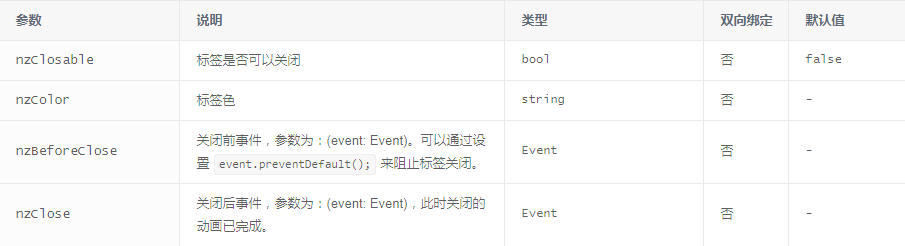 参数 说明 类型 双向绑定 默认值
nzClosable 标签是否可以关闭 bool 否 false
nzColor 标签色 string 否 -
nzBeforeClose 关闭前事件，参数为：(event: Event)。可以通过设 Event 否 -
置 event.preventDefault(); 来阻止标签关闭。
nzClose 关闭后事件，参数为：(event: Event)，此时关闭的 Event 否 -
动画已完成。